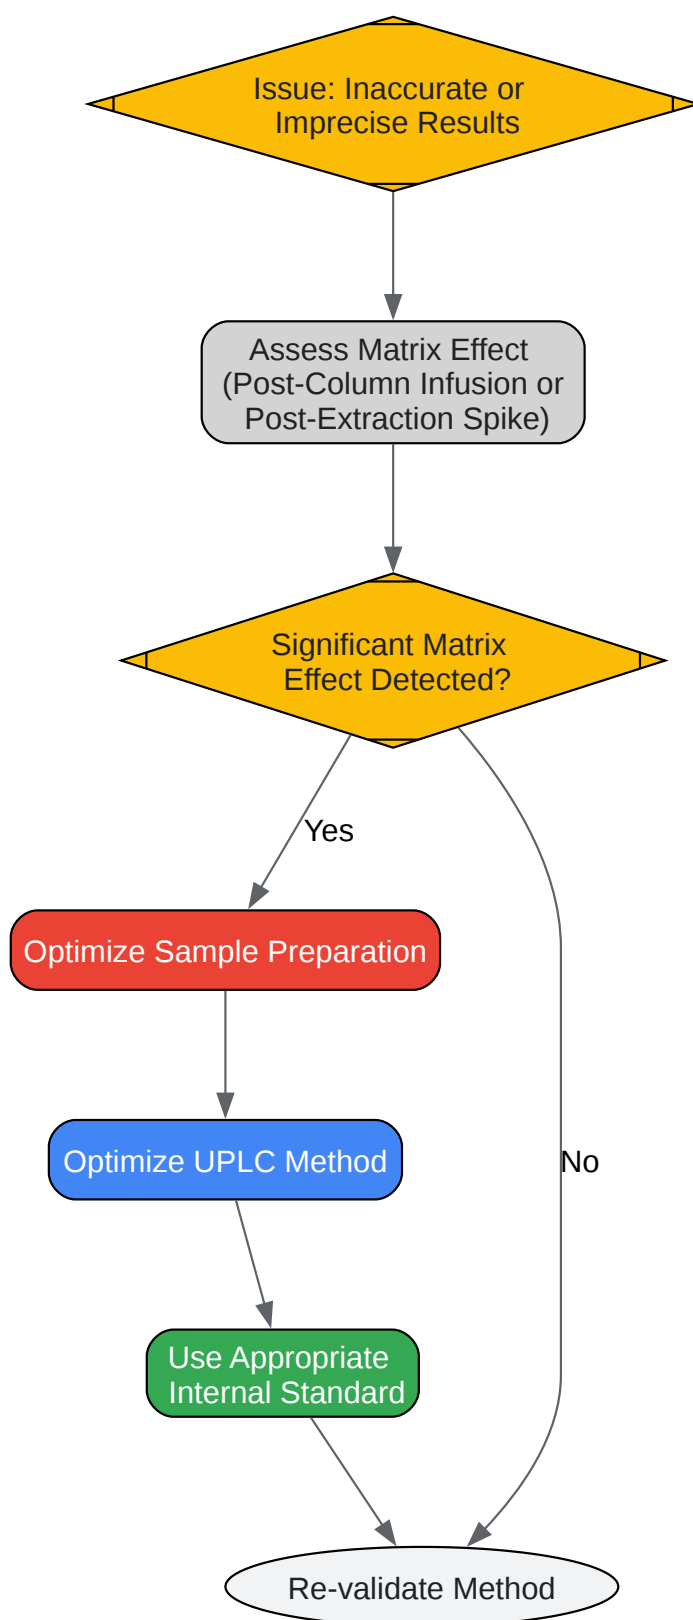 Issue: Inaccurate or
Imprecise Results
Assess Matrix Effect
(Post-Column Infusion or
Post-Extraction Spike)
Significant Matrix
Effect Detected?
Yes
Optimize Sample Preparation
Optimize UPLC Method
No
Use Appropriate
Internal Standard
Re-validate Method